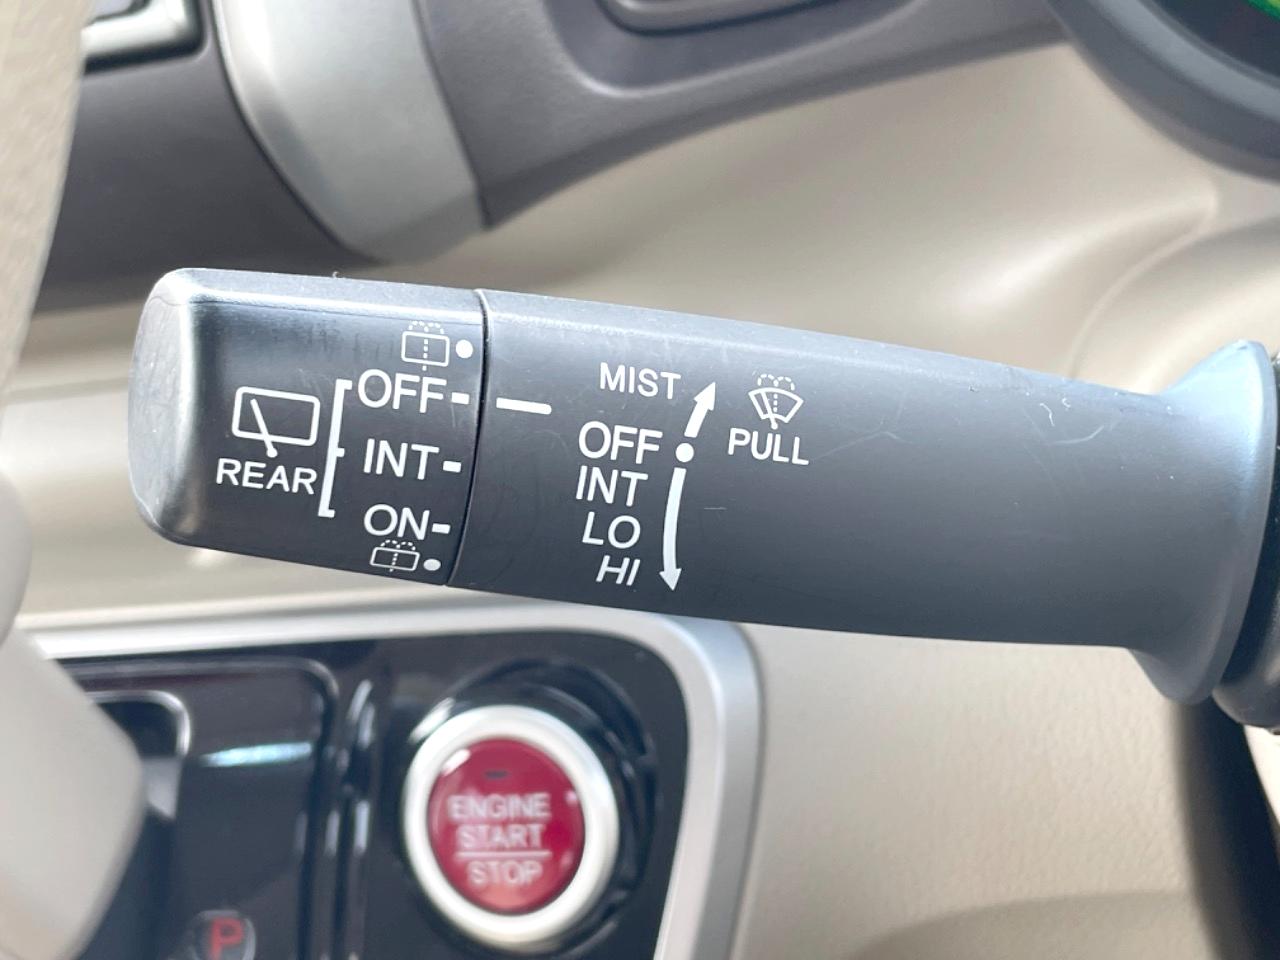 REAR
OFF
INT
ON
MIST
OFF
INT
LO
HI
PULL
ENGINE
START
STOP
P